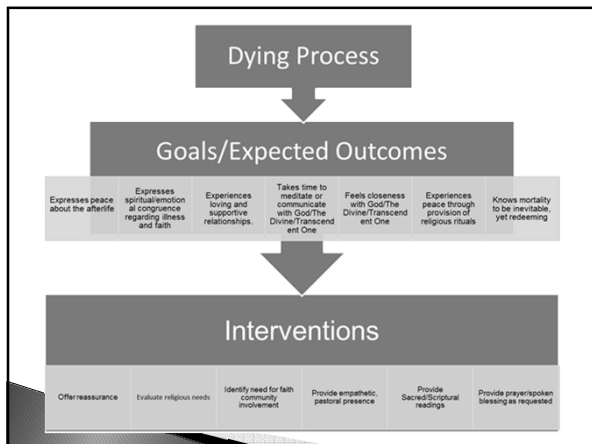 Dying Process
Goals/Expected Outcomes
Expresses peace
about the afterlife
Expresses
spiritual/emotion
al congruence
regarding illness
and faith
Experiences
loving and
supportive
relationships.
Takes time to
meditate or
communicate
with God/The
Divine/Transcend
ent One
Feels closeness
with God/The
Divine/Transcend
ent One
Experiences
peace through
provision of
religious rituals
Knows mortality
to be inevitable,
yet redeeming
Interventions
Offer reassurance
Evaluate religious needs
Identify need for faith
community
involvement
Provide empathetic,
pastoral presence
Provide
Sacred/Scriptural
readings
Provide prayer/spoken
blessing as requested